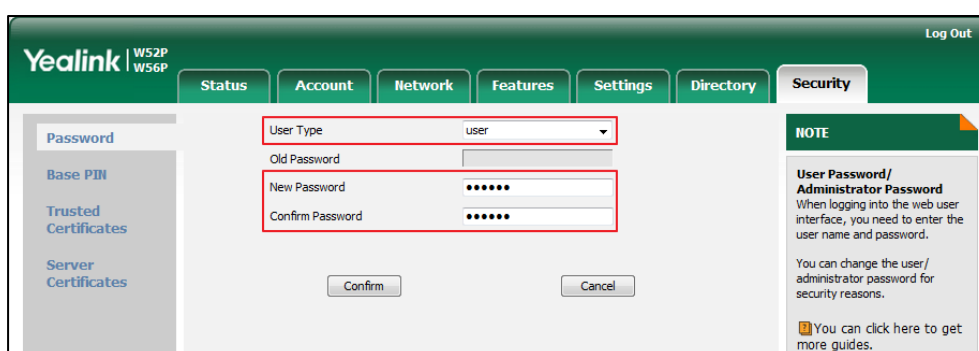 Log Out
Yealink W52P
W56P
Status Account Network Features Settings Directory Security
Password
Base PIN
Trusted
Certificates
Server
Certificates
User Type user
Old Password
New Password ••••••
Confirm Password ••••••
Confirm Cancel
NOTE
User Password/
Administrator Password
When logging into the web user
interface, you need to enter the
user name and password.
You can change the user/
administrator password for
security reasons.
You can click here to get
more guides.